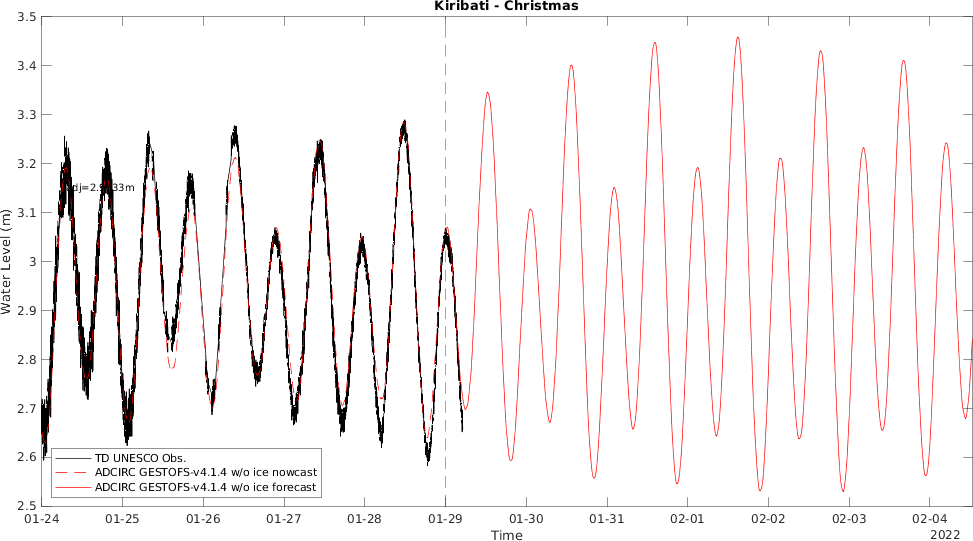 Kiribati - Christmas
3.5
3.4
3.3
3.2
3.1
3
2.9
2.8
2.7
2.6
2.5
Water Level (m)
TD UNESCO Obs.
ADCIRC GESTOFS-v4.1.4 w/o ice nowcast
ADCIRC GESTOFS-v4.1.4 w/o ice forecast
01-24 01-25 01-26 01-27 01-28 01-29 01-30 01-31 02-01 02-02 02-03 02-04
Time
2022